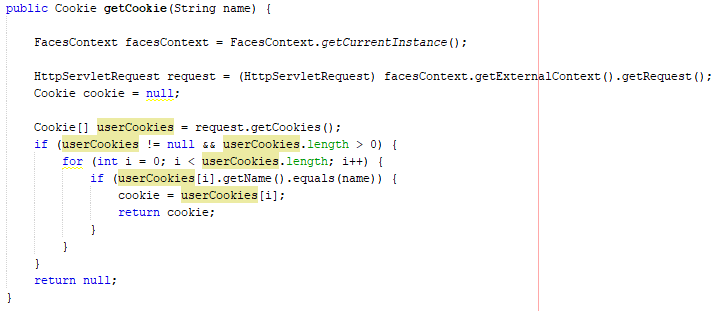 public Cookie getCookie(String name) {
FacesContext facesContext = FacesContext.getCurrentInstance();
HttpServletRequest request = (HttpServletRequest) facesContext.getExternalContext().getRequest();
Cookie cookie = null;
Cookie[] userCookies = request.getCookies();
if (userCookies != null && userCookies.length > 0) {
for (int i = 0; i < userCookies.length; i++) {
if (userCookies[i].getName().equals(name)) {
cookie = userCookies[i];
return cookie;
}
}
}
return null;
}